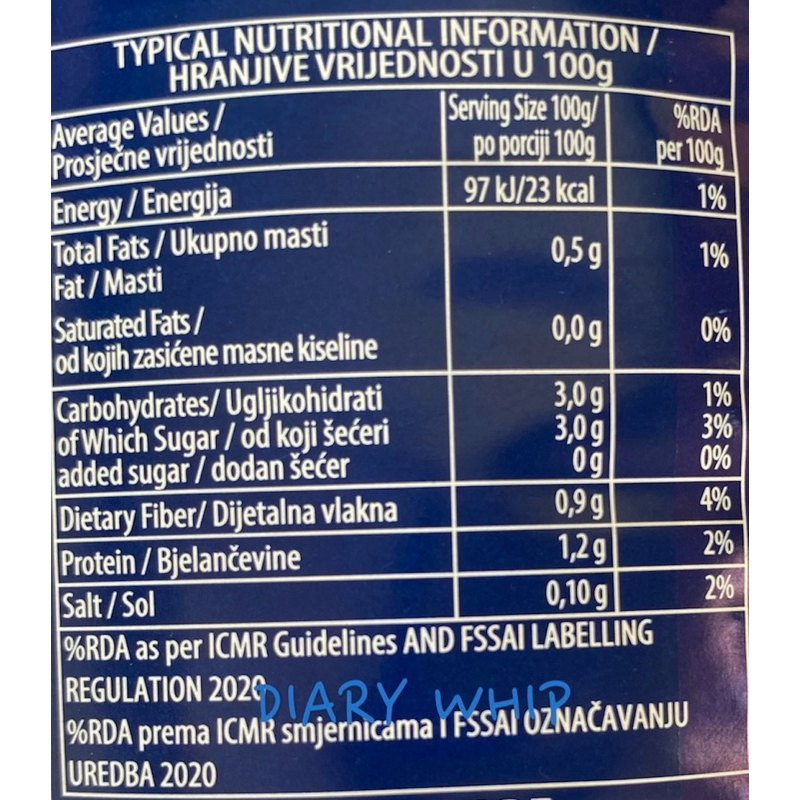 TYPICAL NUTRITIONAL INFORMATION /
HRANJIVE VRIJEDNOSTI U 100g
Average Values /
Prosječne vrijednosti
Serving Size 100g/
po porciji 100g
%RDA
per 100g
Energy / Energija 97 kJ/23 kcal 1%
Total Fats / Ukupno masti 0,5 g 1%
Fat / Masti
Saturated Fats /
od kojih zasićene masne kiseline 0,0 g 0%
Carbohydrates/ Ugljikohidrati 3,0 g 1%
of Which Sugar / od koji šećeri 3,0 g 3%
added sugar / dodan šećer 0 g 0%
Dietary Fiber/ Dijetalna vlakna 0,9 g 4%
Protein / Bjelančevine 1,2 g 2%
Salt / Sol 0,10 g 2%
%RDA as per ICMR Guidelines AND FSSAI LABELLING
REGULATION 2020
DIARY WHIP
%RDA prema ICMR smjernicama I FSSAI OZNAČAVANJU
UREDBA 2020